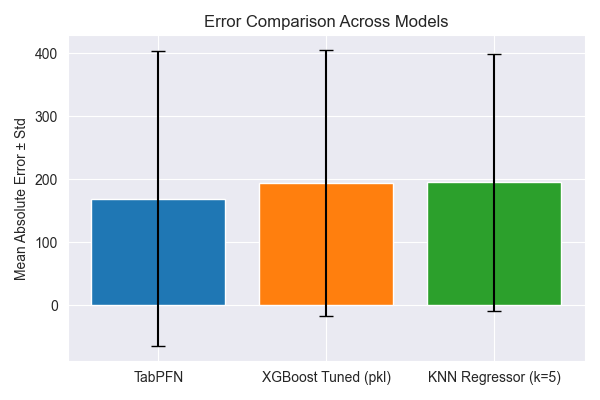 Error Comparison Across Models
Mean Absolute Error ± Std
400
300
200
100
0
TabPFN
XGBoost Tuned (pkl)
KNN Regressor (k=5)